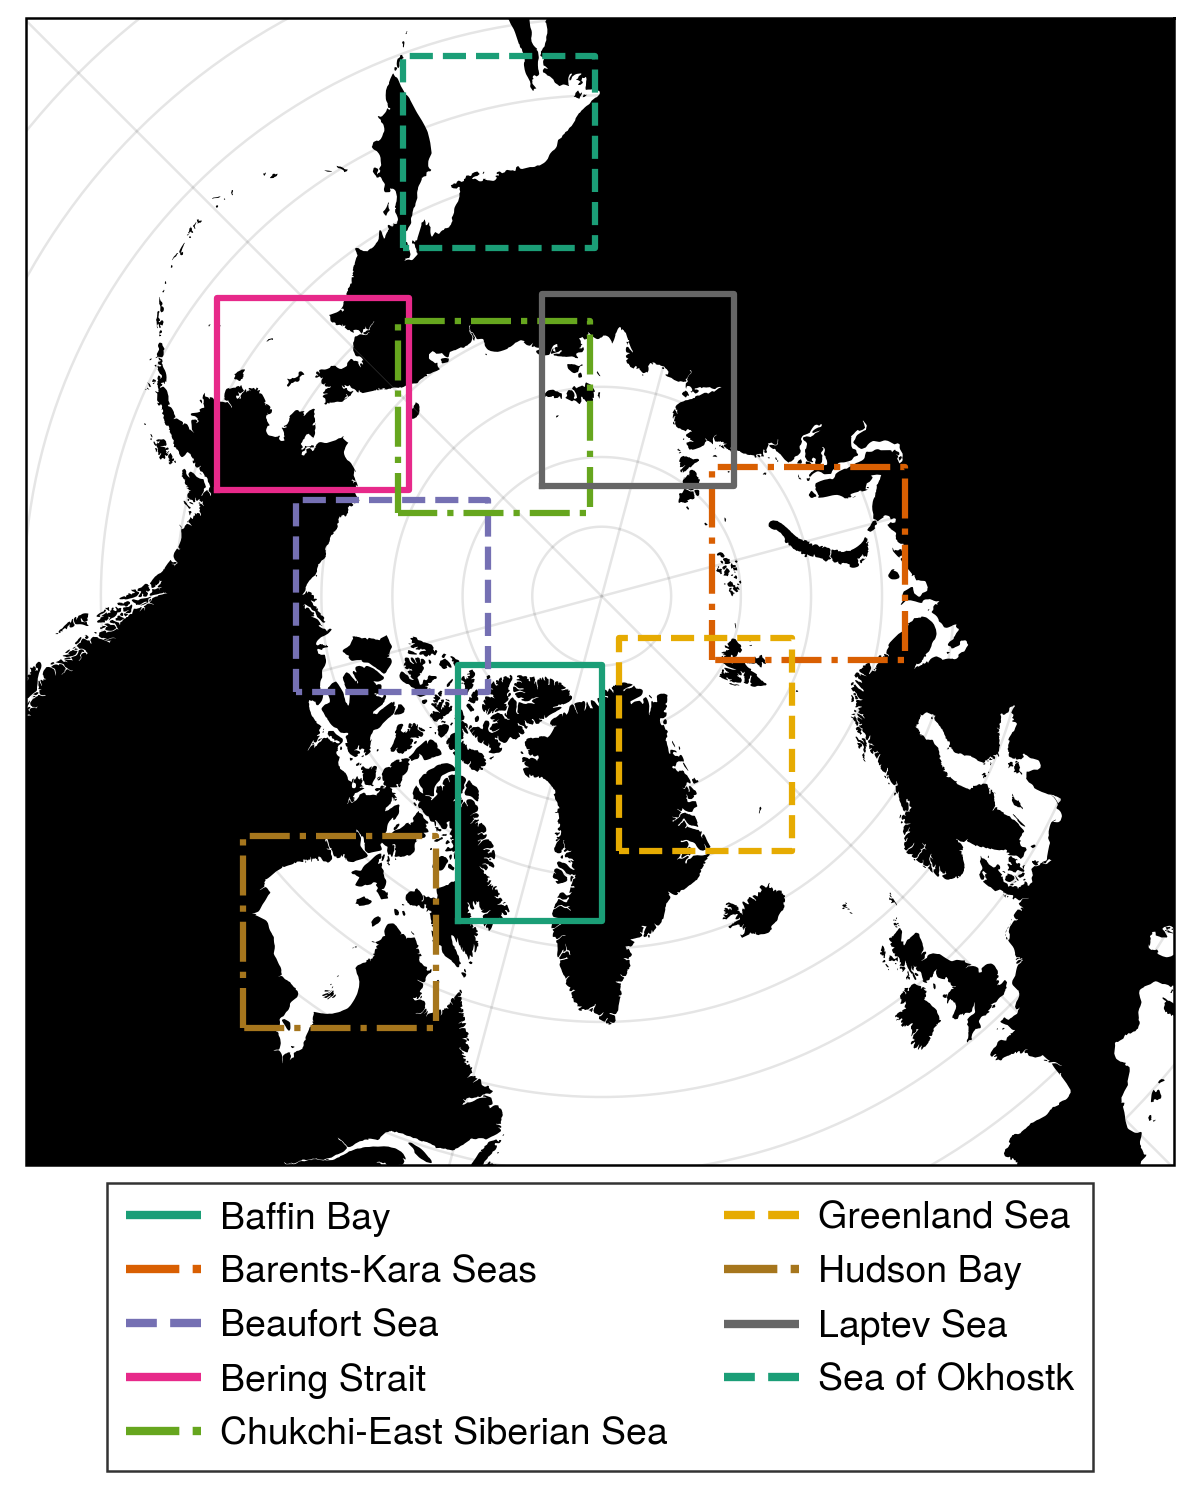 Baffin Bay
Barents-Kara Seas
Beaufort Sea
Bering Strait
Chukchi-East Siberian Sea
Greenland Sea
Hudson Bay
Laptev Sea
Sea of Okhostk